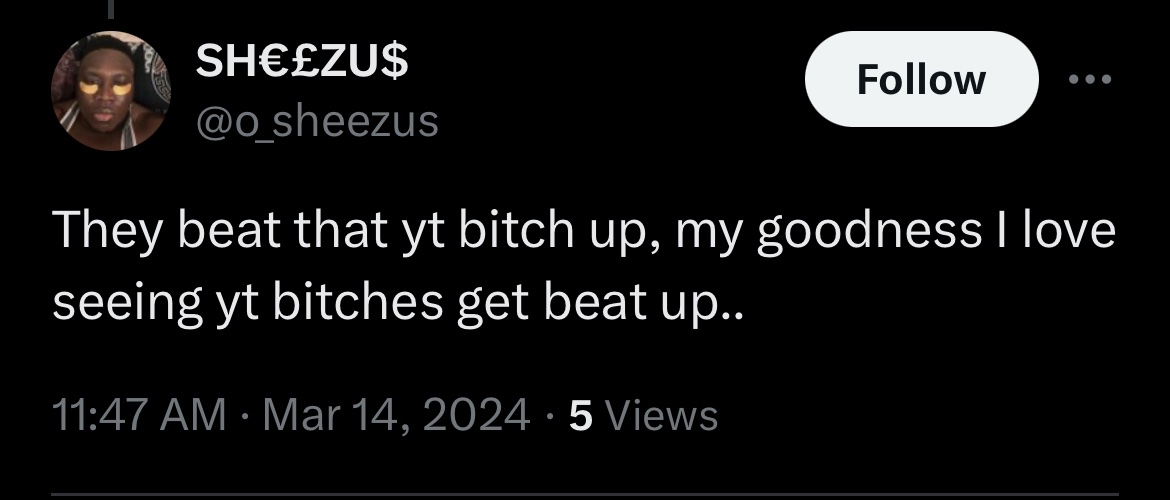 SH€£ZU$
Follow
@o_sheezus
They beat that yt bitch up, my goodness I love
seeing yt bitches get beat up..
11:47 AM · Mar 14, 2024 · 5 Views